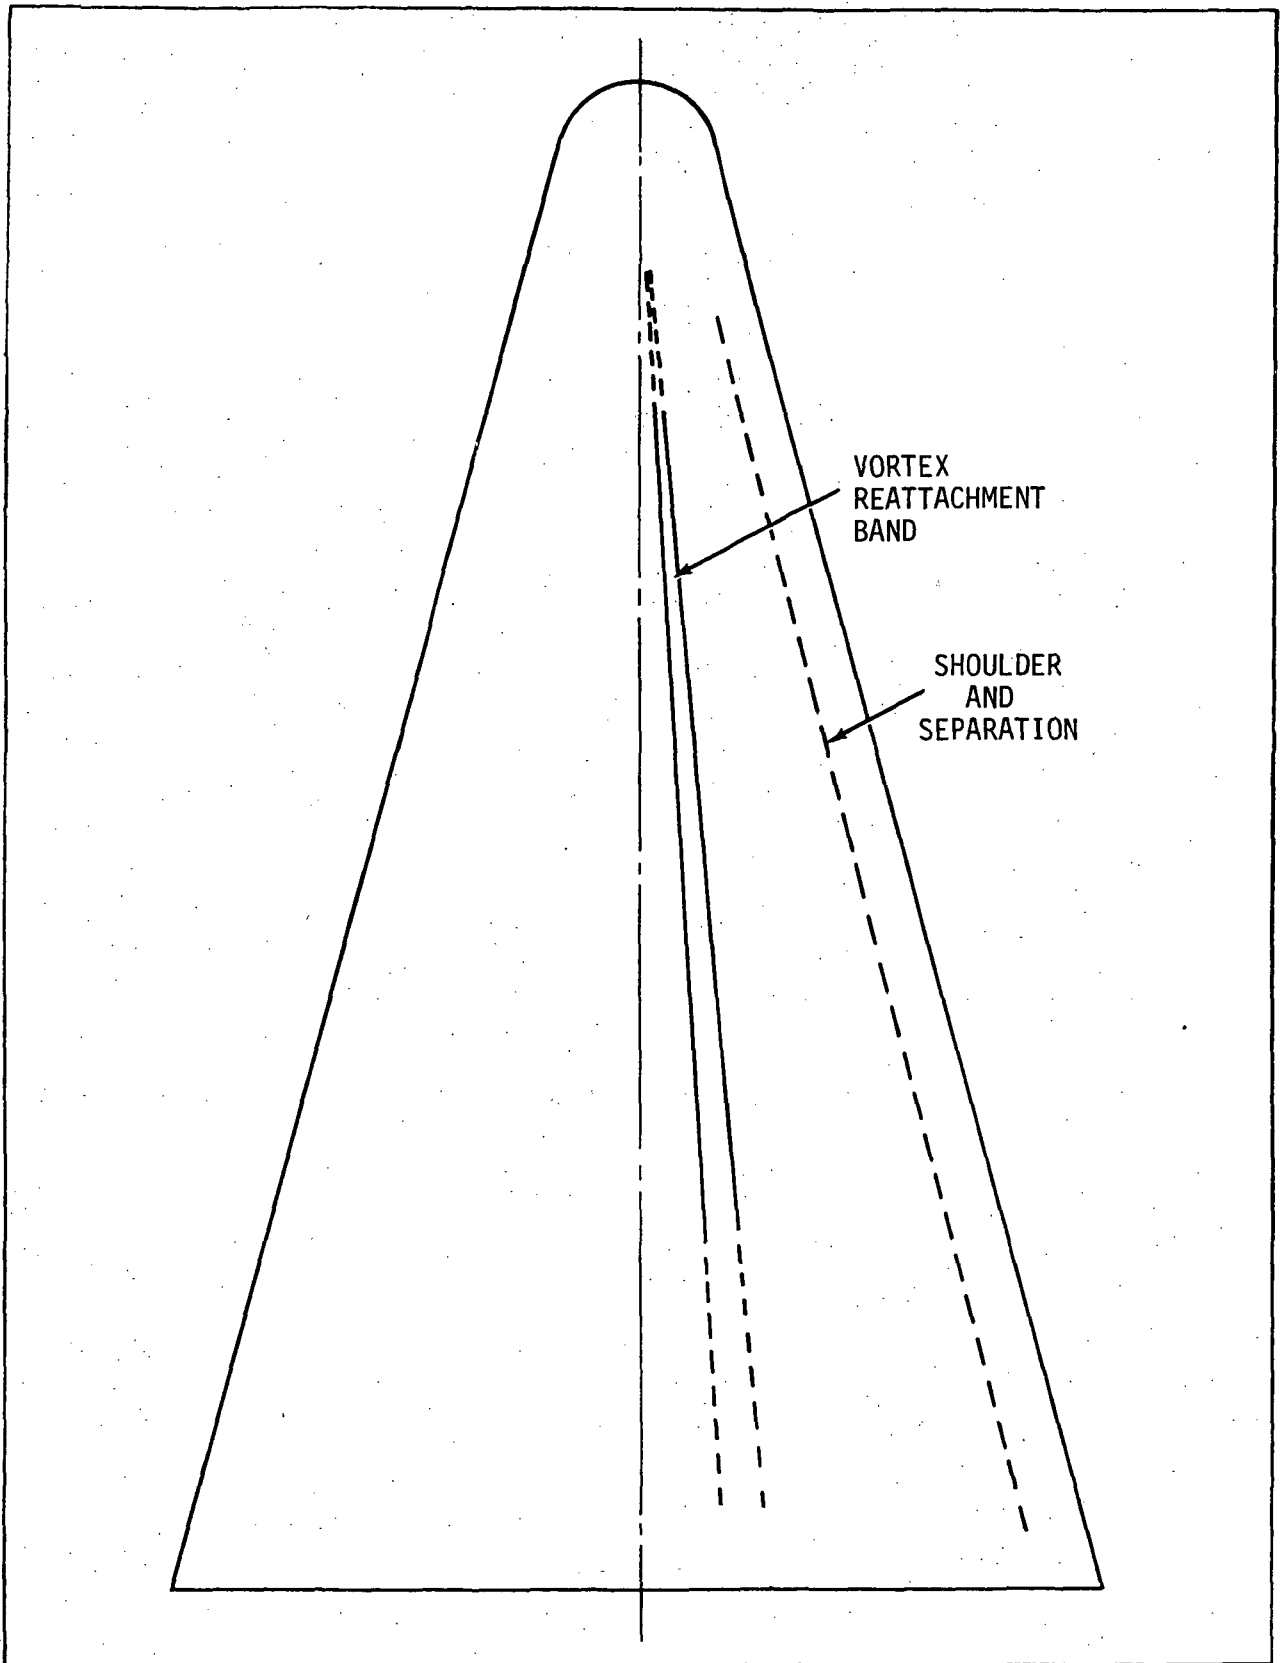 VORTEX
REATTACHMENT
BAND
SHOULDER
AND
SEPARATION